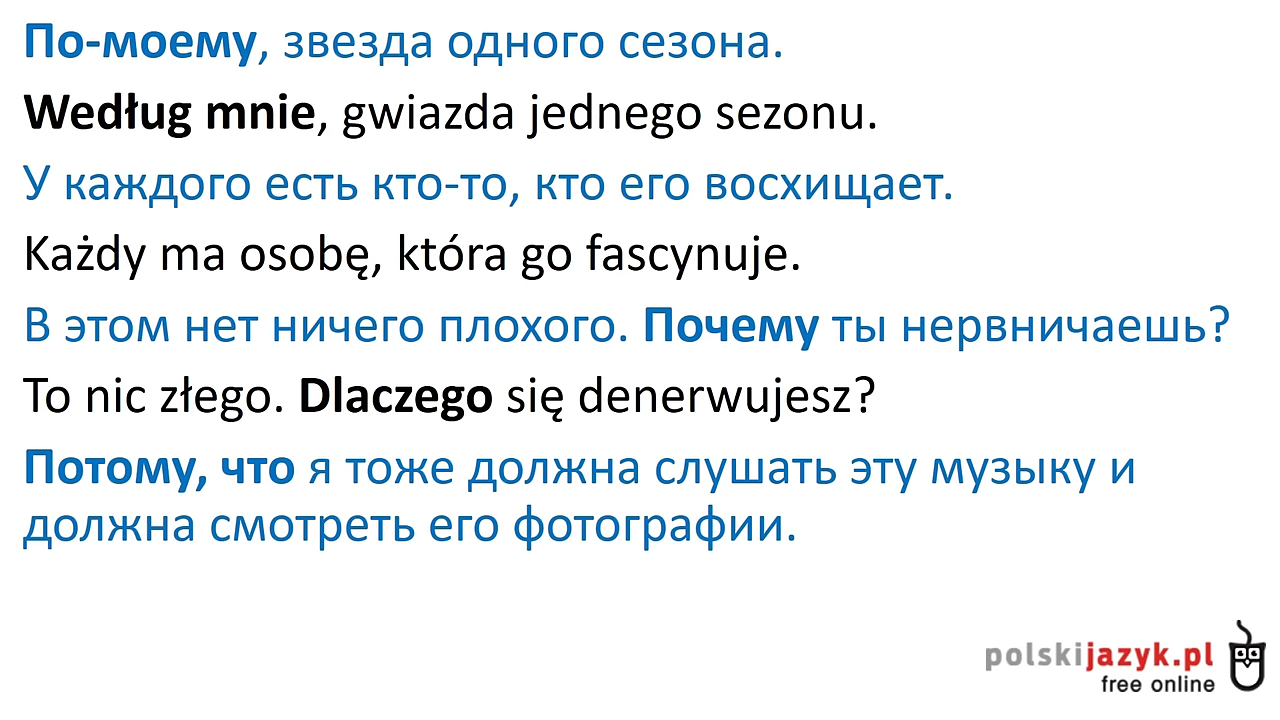 По-моему, звезда одного сезона.
Według mnie, gwiazda jednego sezonu.
У каждого есть кто-то, кто его восхищает.
Każdy ma osobę, która go fascynuje.
В этом нет ничего плохого. Почему ты нервничаешь?
To nic złego. Dlaczego się denerwujesz?
Потому, что я тоже должна слушать эту музыку и
должна смотреть его фотографии.
polskijazyk.pl
free online